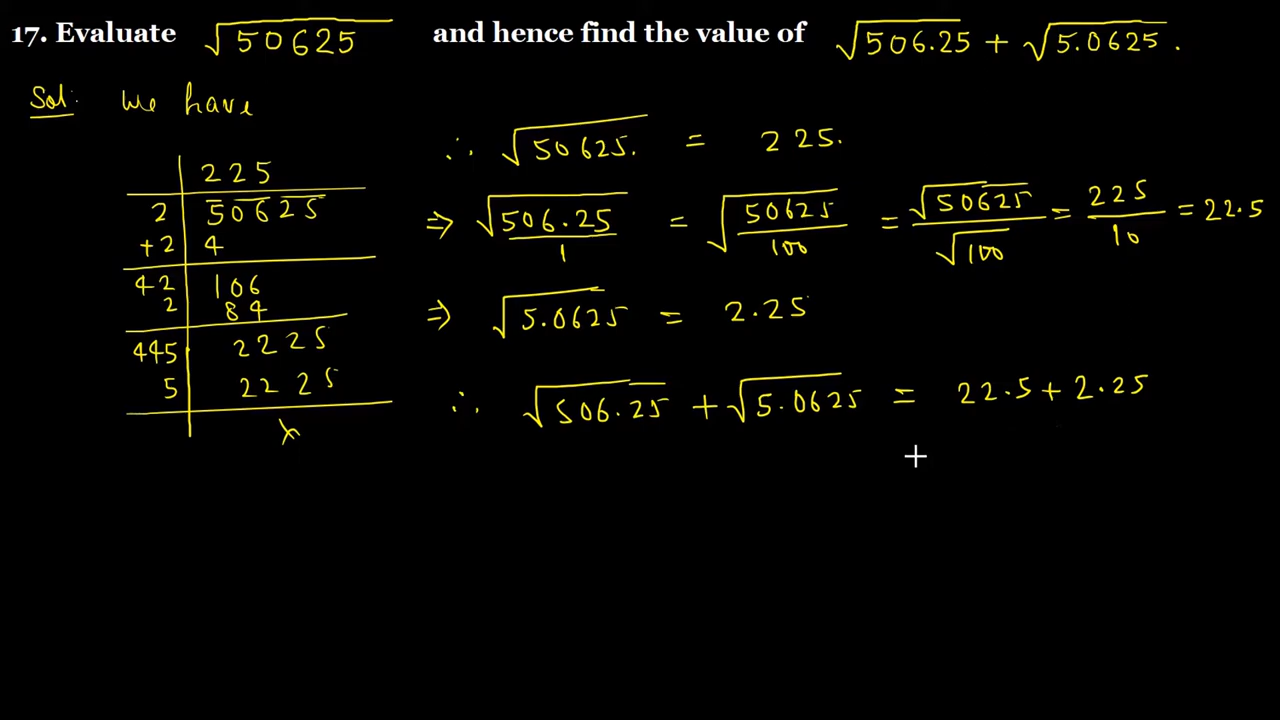 17. Evaluate √50625 and hence find the value of √506.25 + √5.0625 .
Sol: We have
225
2 50625
+2 4
42 106
2 84
445 2225
5 2225
x
∴ √50625. = 225.
⇒ √506.25/1 = √50625/100 = √50625/√100 = 225/10 = 22.5
⇒ √5.0625 = 2.25
∴ √506.25 + √5.0625 = 22.5 + 2.25